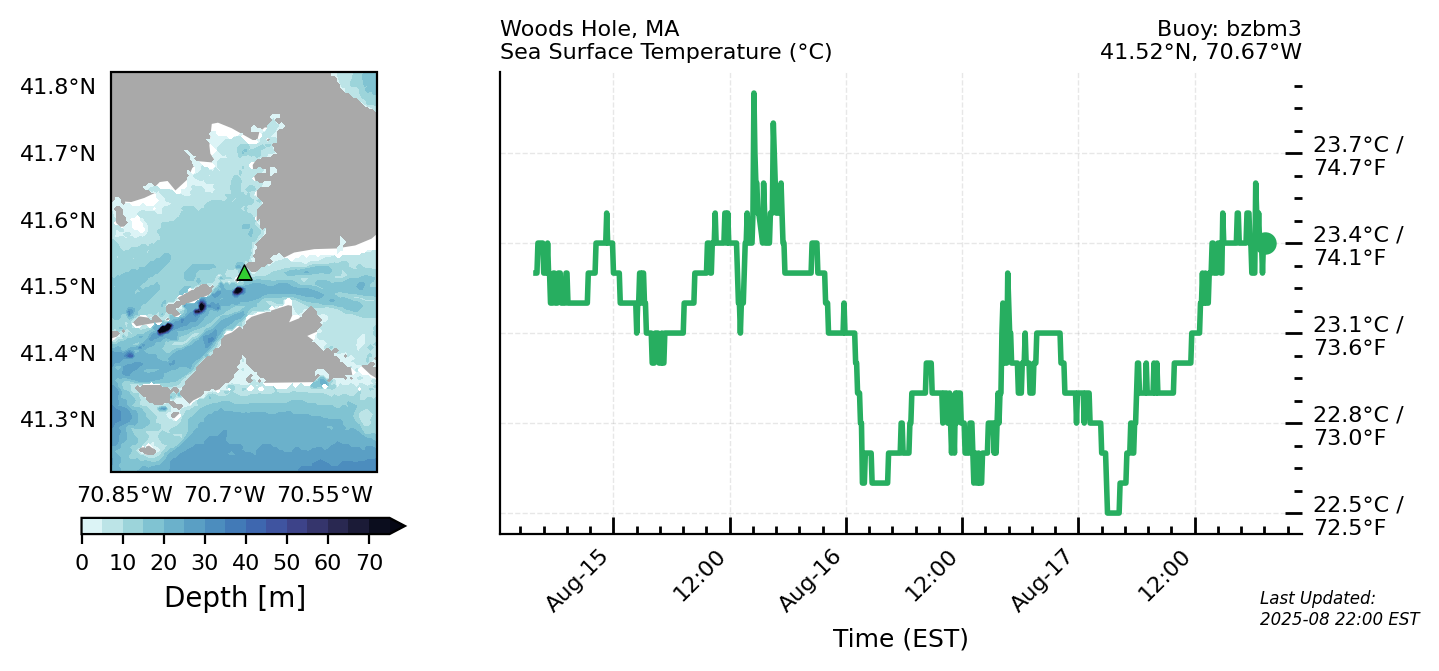 Woods Hole, MA
Sea Surface Temperature (°C)
Buoy: bzbm3
41.52°N, 70.67°W
41.8°N
41.7°N
41.6°N
41.5°N
41.4°N
41.3°N
70.85°W 70.7°W 70.55°W
0 10 20 30 40 50 60 70
Depth [m]
23.7°C /
74.7°F
23.4°C /
74.1°F
23.1°C /
73.6°F
22.8°C /
73.0°F
22.5°C /
72.5°F
Aug-15 12:00 Aug-16 12:00 Aug-17 12:00
Time (EST)
Last Updated:
2025-08 22:00 EST